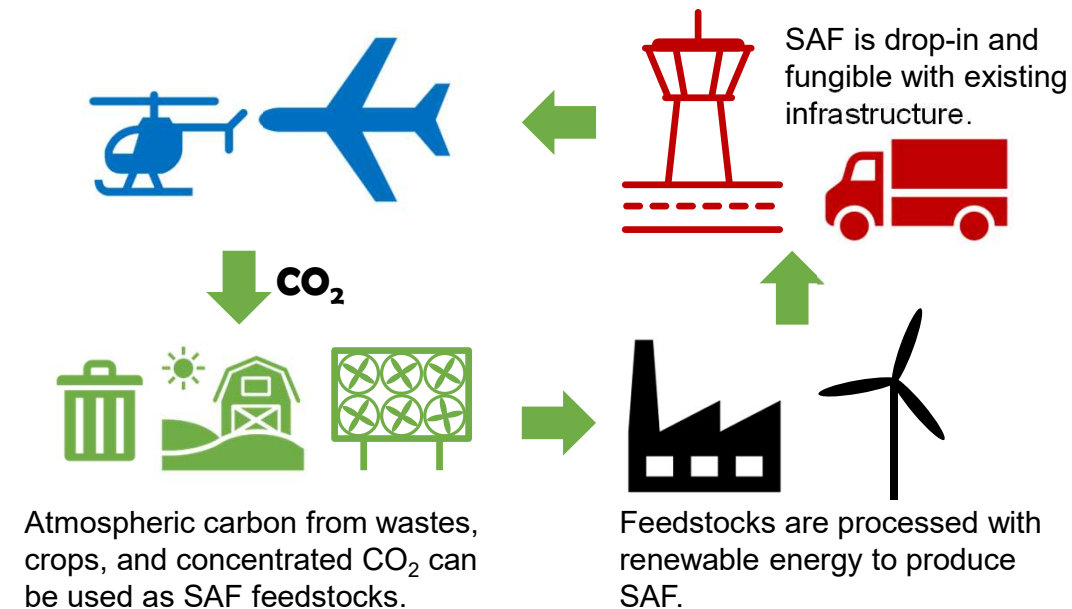 SAF is drop-in and
fungible with existing
infrastructure.
CO₂
Atmospheric carbon from wastes,
crops, and concentrated CO₂ can
be used as SAF feedstocks.
Feedstocks are processed with
renewable energy to produce
SAF.